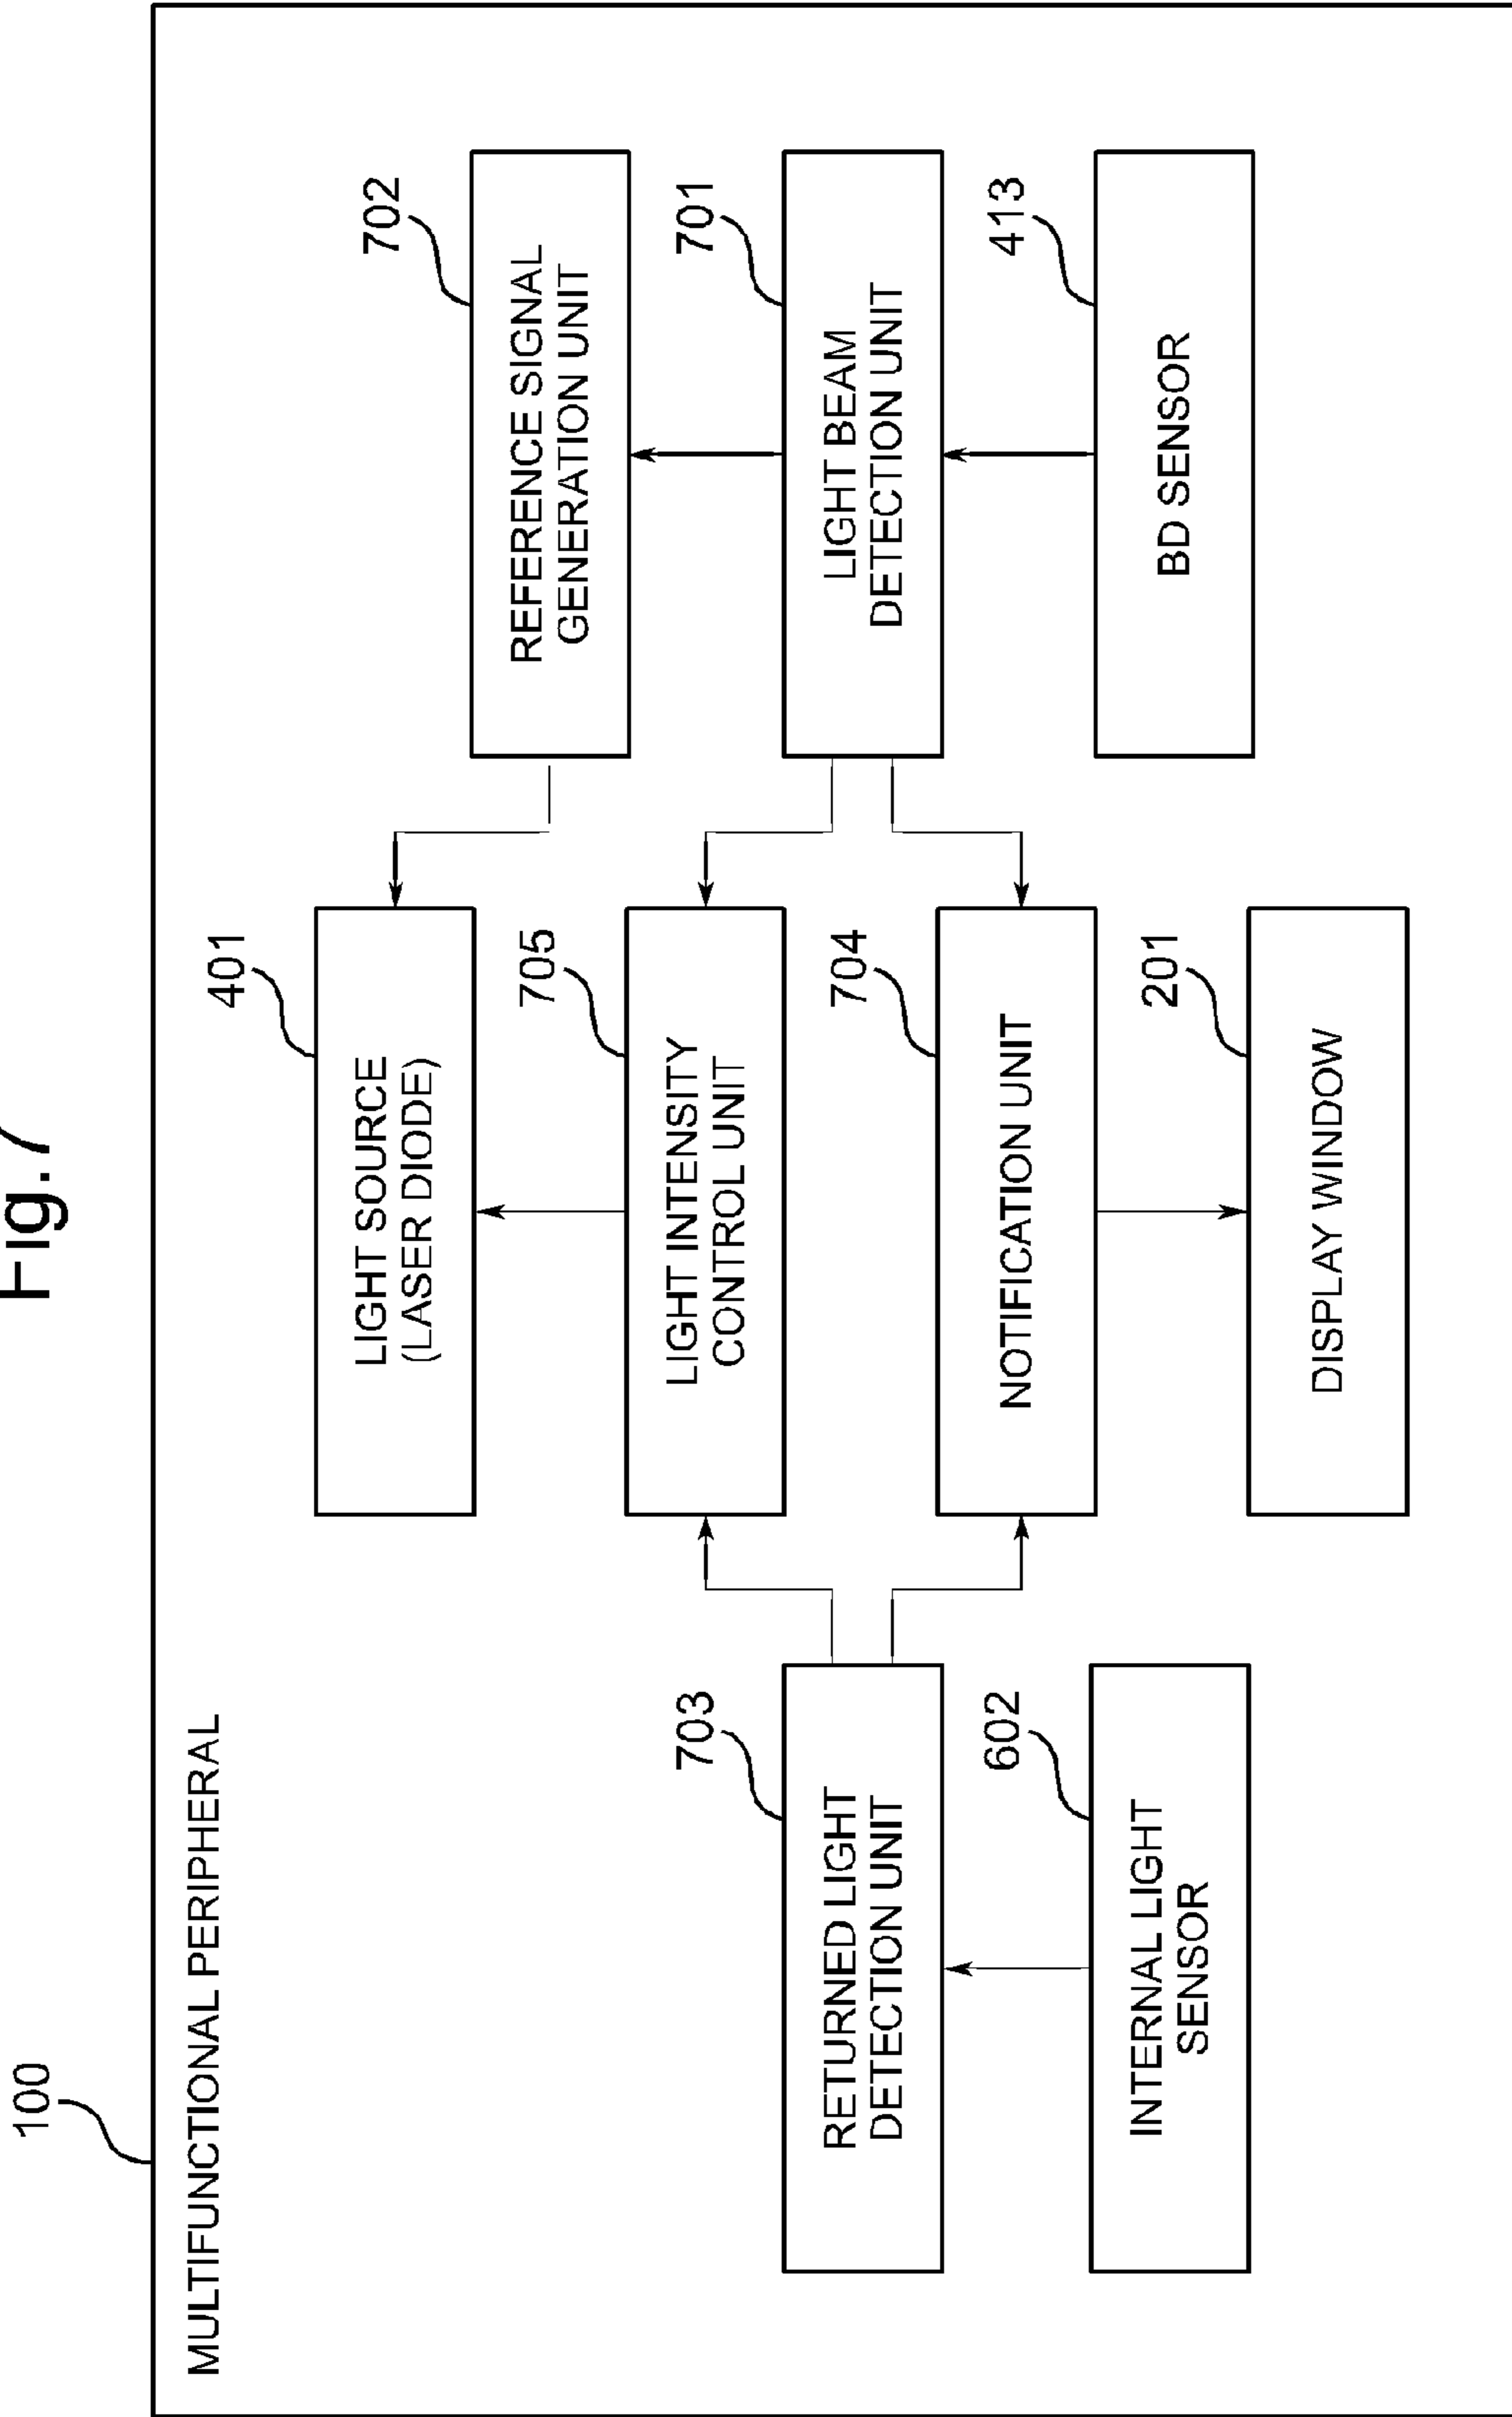 Fig.7
100
MULTIFUNCTIONAL PERIPHERAL
401
LIGHT SOURCE
(LASER DIODE)
702
REFERENCE SIGNAL
GENERATION UNIT
705
LIGHT INTENSITY
CONTROL UNIT
703
RETURNED LIGHT
DETECTION UNIT
701
LIGHT BEAM
DETECTION UNIT
704
NOTIFICATION UNIT
602
INTERNAL LIGHT
SENSOR
413
BD SENSOR
201
DISPLAY WINDOW